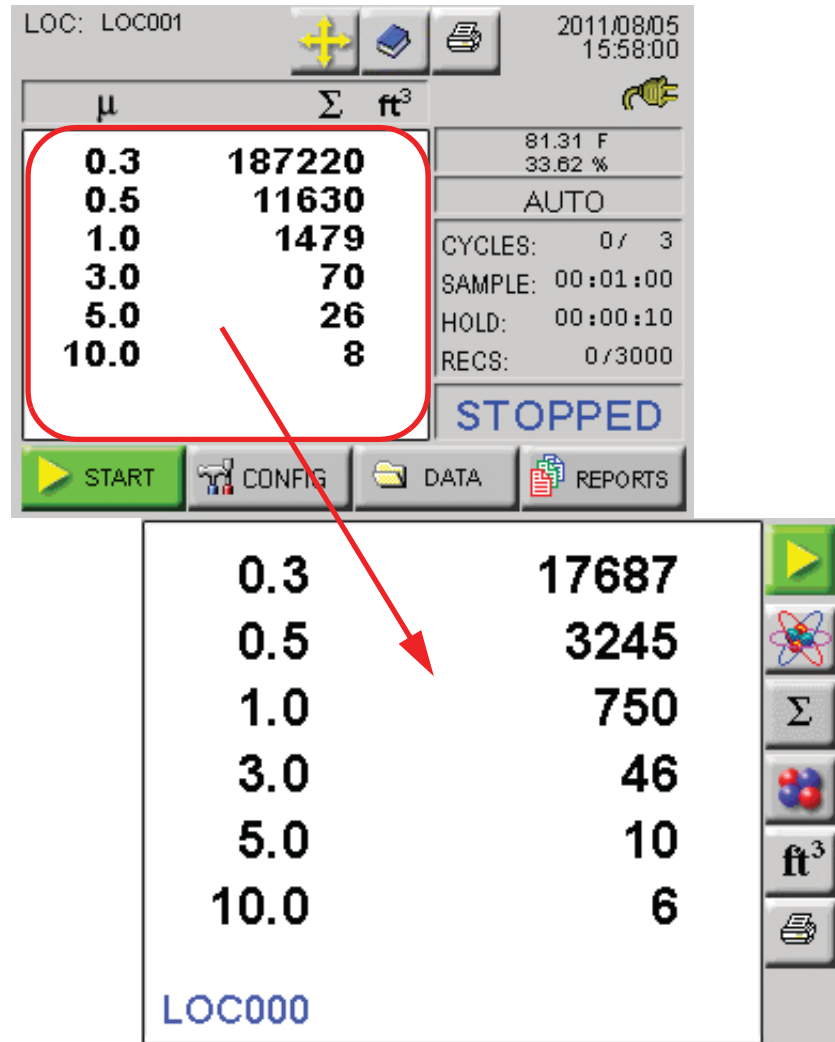 LOC: LOC001
2011/08/05
15:58:00
μ Σ ft³
0.3 187220
0.5 11630
1.0 1479
3.0 70
5.0 26
10.0 8
81.31 F
33.62 %
AUTO
CYCLES: 0/ 3
SAMPLE: 00:01:00
HOLD: 00:00:10
RECS: 0/3000
STOPPED
START CONFIG DATA REPORTS
0.3 17687
0.5 3245
1.0 750
3.0 46
5.0 10
10.0 6
LOC000
Σ
ft³